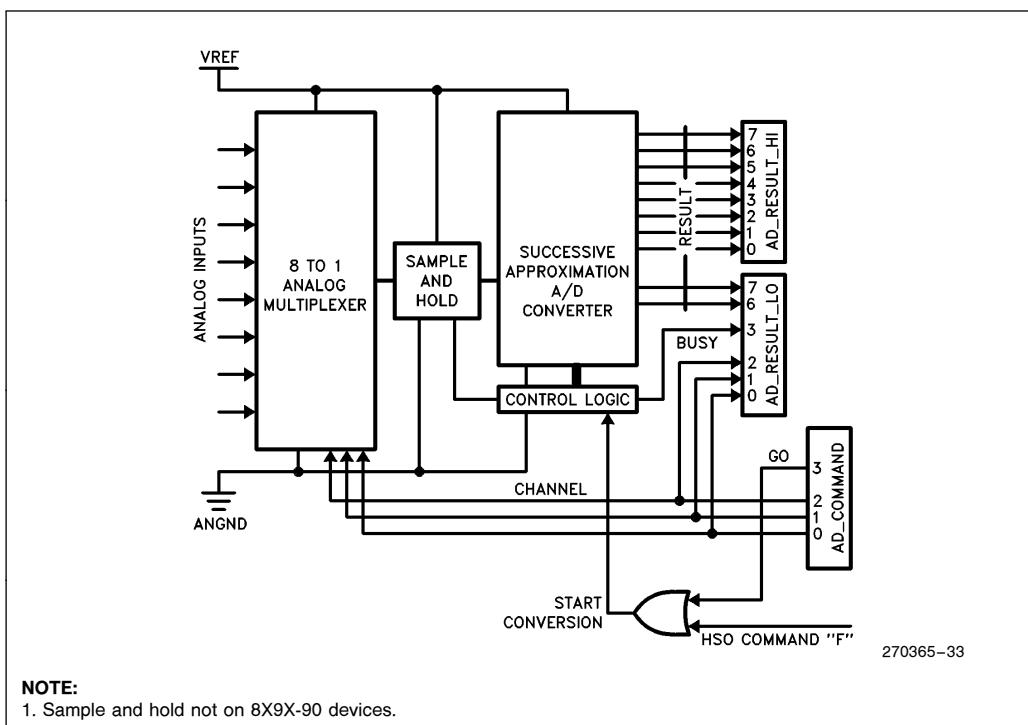 VREF
ANALOG INPUTS
8 TO 1
ANALOG
MULTIPLEXER
SAMPLE
AND
HOLD
SUCCESSIVE
APPROXIMATION
A/D
CONVERTER
CONTROL LOGIC
RESULT
7
6
5
4
3
2
1
0
AD_RESULT_HI
7
6
3
2
1
0
AD_RESULT_LO
BUSY
GO
3
2
1
0
AD_COMMAND
CHANNEL
ANGND
START
CONVERSION
HSO COMMAND "F"
270365–33
NOTE:
1. Sample and hold not on 8X9X-90 devices.